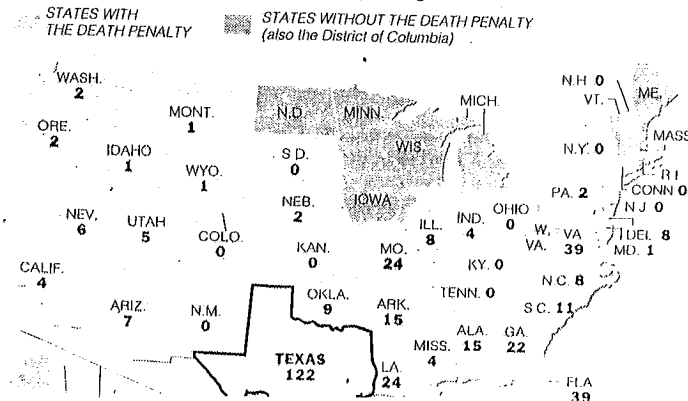 STATES WITH
THE DEATH PENALTY
STATES WITHOUT THE DEATH PENALTY
(also the District of Columbia)
WASH.
2
MONT.
1
N.D.
MINN.
MICH.
N.H 0
VT.
ME.
ORE.
2
IDAHO
1
WYO.
1
S D.
0
WIS.
N.Y. 0
MASS
R I
CONN 0
N J 0
NEB.
2
IOWA
PA. 2
NEV.
6
UTAH
5
COLO.
0
ILL.
8
IND.
4
OHIO
0
W.
VA.
VA
39
DEL 8
MD. 1
KAN.
0
MO.
24
KY. 0
CALIF.
4
ARIZ.
7
N.M.
0
OKLA.
9
ARK.
15
TENN. 0
N.C. 8
S C. 11
TEXAS
122
LA.
24
MISS.
4
ALA.
15
GA.
22
FLA
39